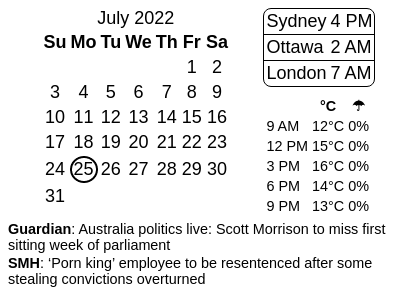 July 2022
Su Mo Tu We Th Fr Sa
1 2
3 4 5 6 7 8 9
10 11 12 13 14 15 16
17 18 19 20 21 22 23
24 25 26 27 28 29 30
31
Sydney 4 PM
Ottawa 2 AM
London 7 AM
°C ☂
9 AM 12°C 0%
12 PM 15°C 0%
3 PM 16°C 0%
6 PM 14°C 0%
9 PM 13°C 0%
Guardian: Australia politics live: Scott Morrison to miss first
sitting week of parliament
SMH: ‘Porn king’ employee to be resentenced after some
stealing convictions overturned